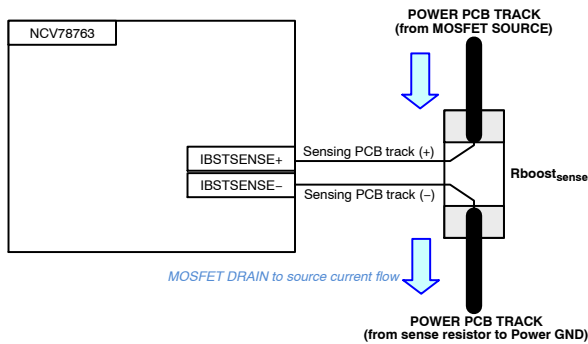 POWER PCB TRACK
(from MOSFET SOURCE)
NCV78763
IBSTSENSE+
Sensing PCB track (+)
Rboostsense
IBSTSENSE−
Sensing PCB track (−)
MOSFET DRAIN to source current flow
POWER PCB TRACK
(from sense resistor to Power GND)